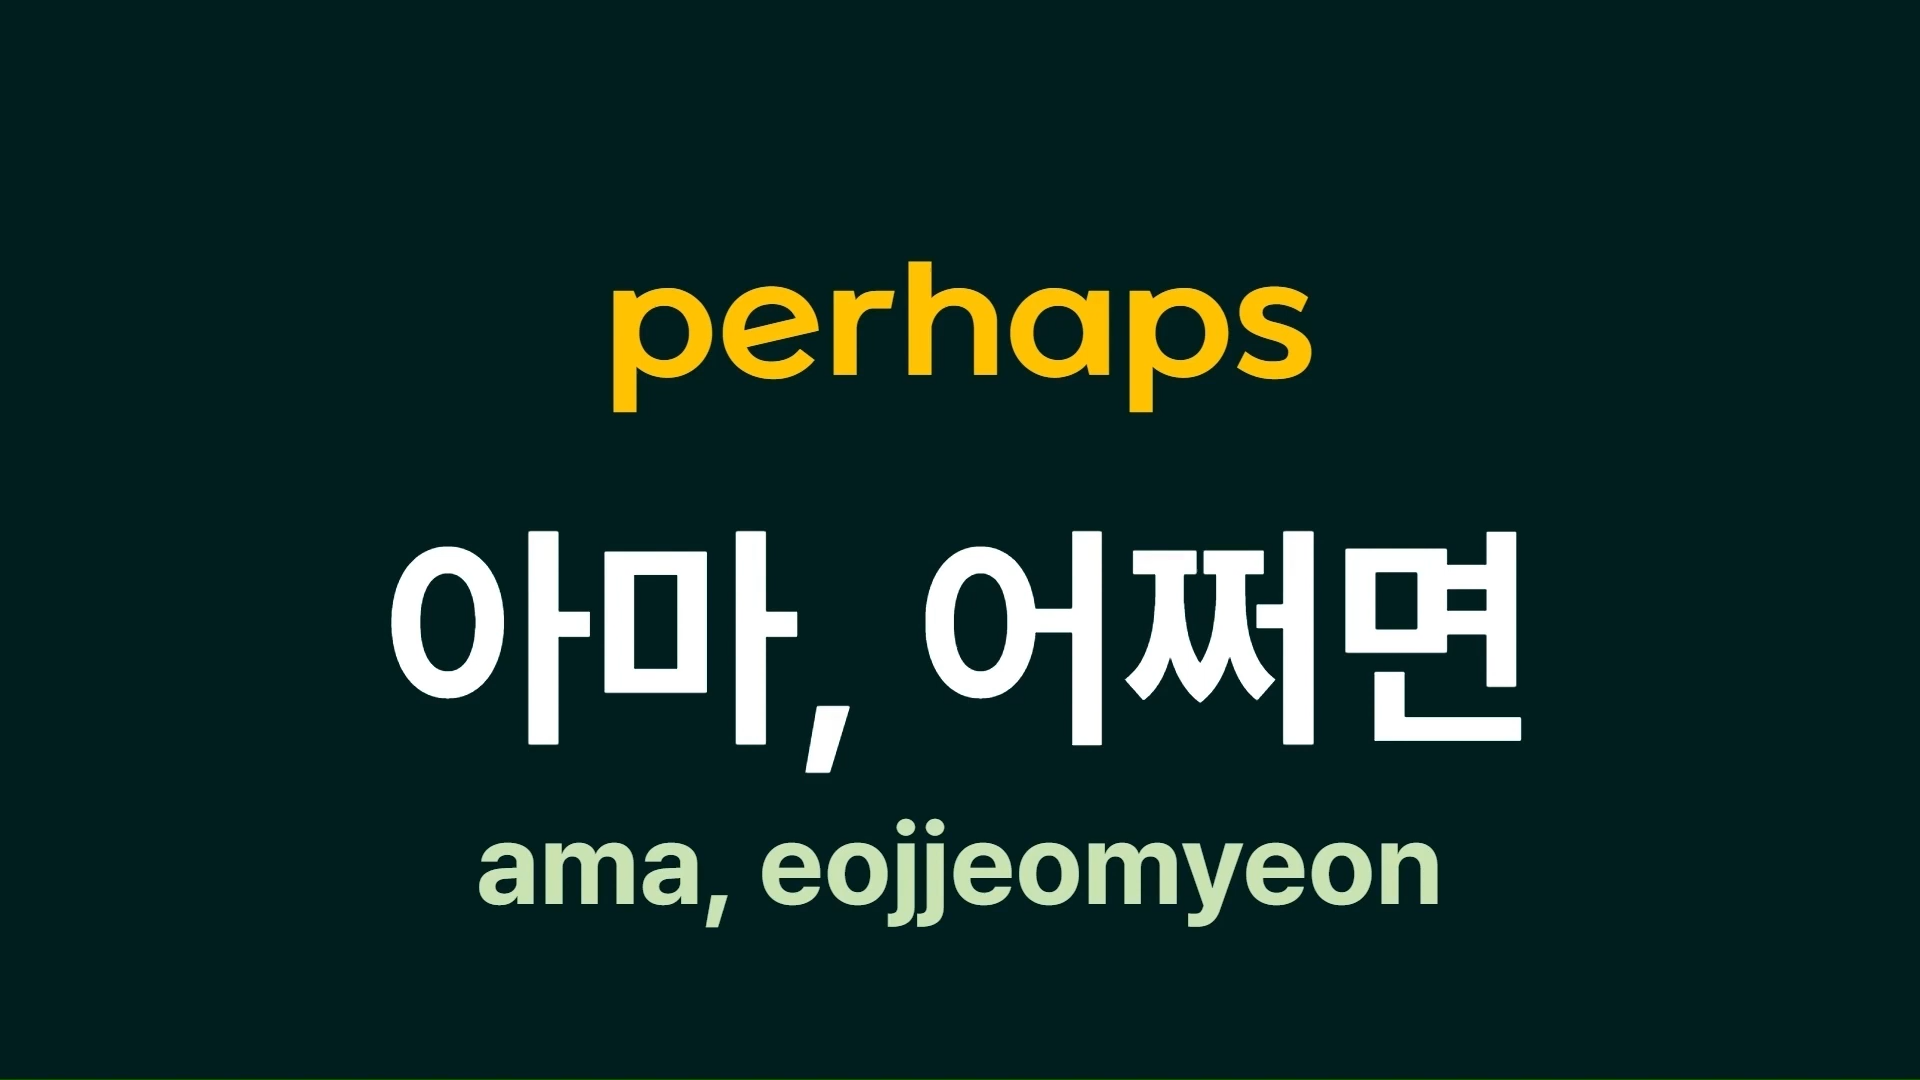 perhaps
아마, 어쩌면
ama, eojjeomyeon